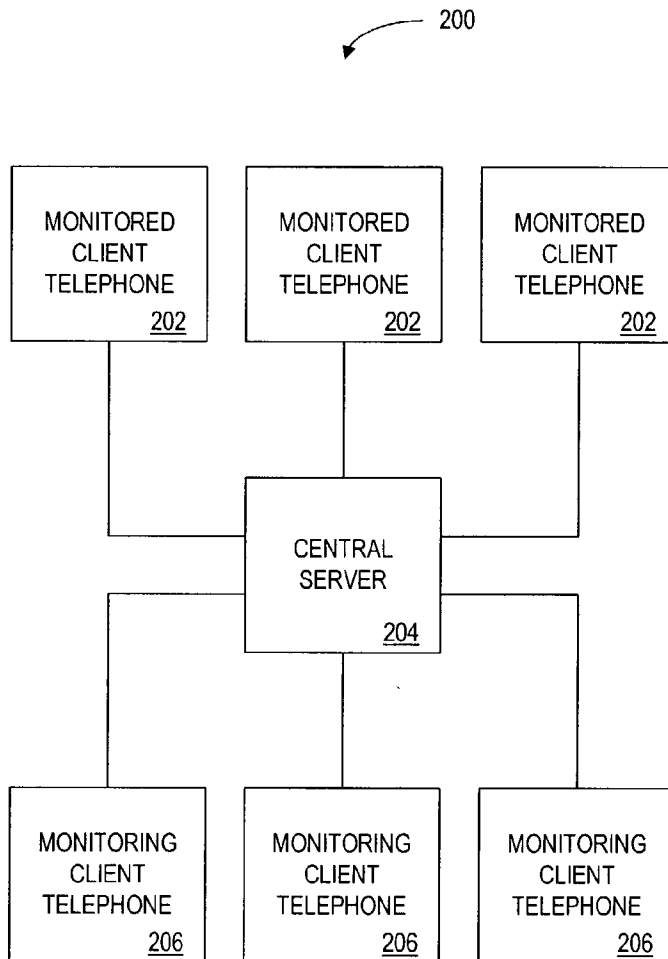 200
MONITORED
CLIENT
TELEPHONE
202
MONITORED
CLIENT
TELEPHONE
202
MONITORED
CLIENT
TELEPHONE
202
CENTRAL
SERVER
204
MONITORING
CLIENT
TELEPHONE
206
MONITORING
CLIENT
TELEPHONE
206
MONITORING
CLIENT
TELEPHONE
206